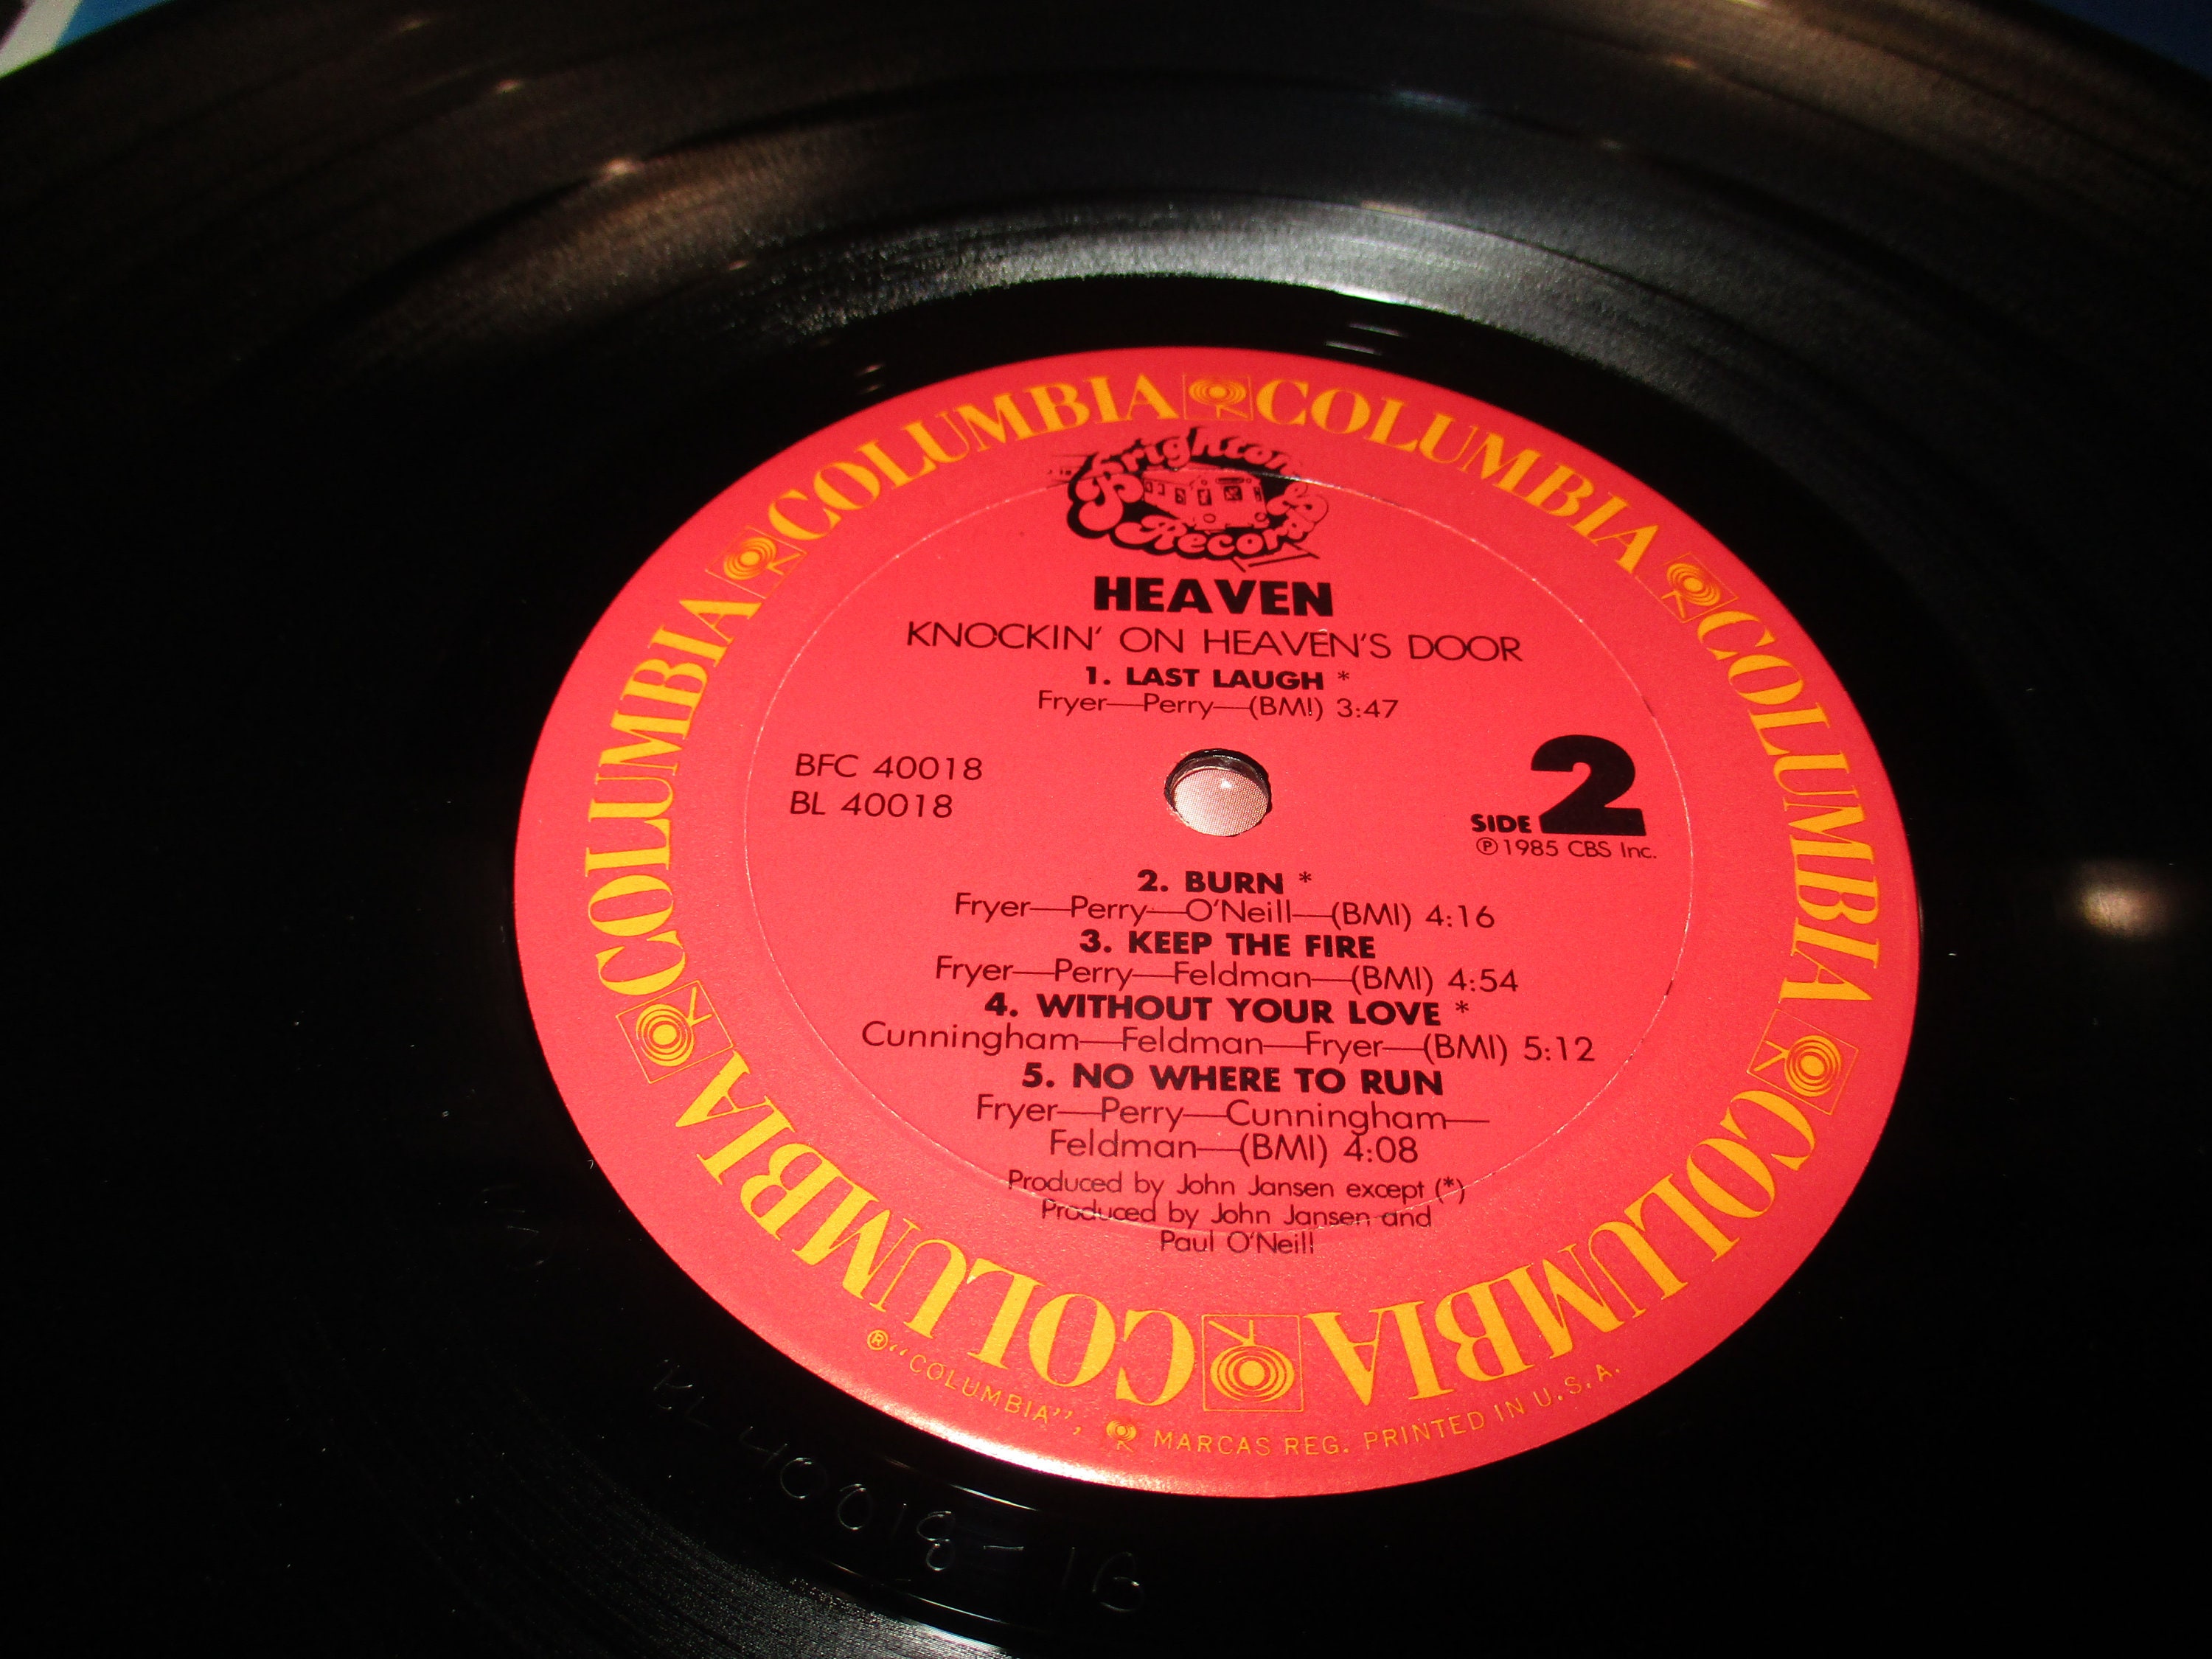 COLUMBIA COLUMBIA COLUMBIA COLUMBIA COLUMBIA COLUMBIA
Brighton
Records
HEAVEN
KNOCKIN' ON HEAVEN'S DOOR
1. LAST LAUGH *
Fryer—Perry—(BMI) 3:47
BFC 40018
BL 40018
SIDE 2
Ⓟ1985 CBS Inc.
2. BURN *
Fryer—Perry—O'Neill—(BMI) 4:16
3. KEEP THE FIRE
Fryer—Perry—Feldman—(BMI) 4:54
4. WITHOUT YOUR LOVE *
Cunningham—Feldman—Fryer—(BMI) 5:12
5. NO WHERE TO RUN
Fryer—Perry—Cunningham—
Feldman—(BMI) 4:08
Produced by John Jansen except (*)
Produced by John Jansen and
Paul O'Neill
®"COLUMBIA", MARCAS REG. PRINTED IN U.S.A.
40018-1G